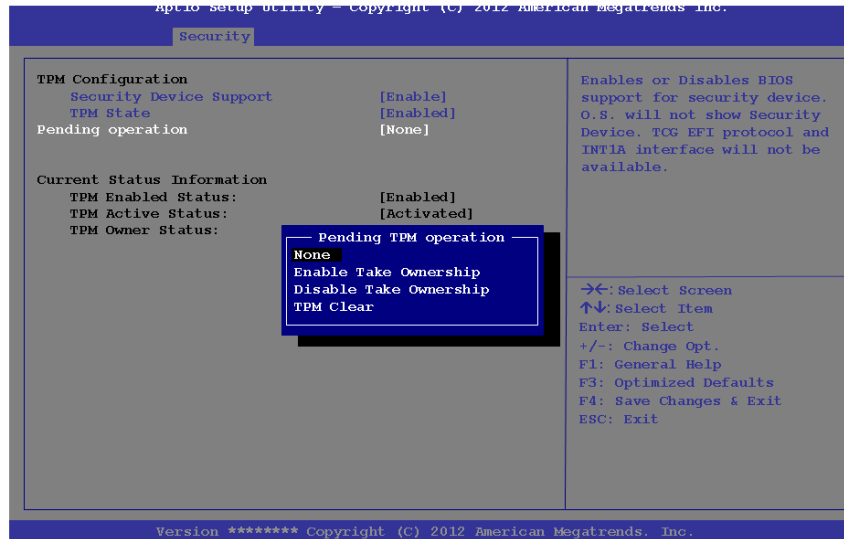 Aptio Setup Utility – Copyright (C) 2012 American Megatrends Inc.
Security
TPM Configuration
Security Device Support [Enable]
TPM State [Enabled]
Pending operation [None]
Current Status Information
TPM Enabled Status: [Enabled]
TPM Active Status: [Activated]
TPM Owner Status:
Pending TPM operation
None
Enable Take Ownership
Disable Take Ownership
TPM Clear
Enables or Disables BIOS
support for security device.
O.S. will not show Security
Device. TCG EFI protocol and
INT1A interface will not be
available.
→←: Select Screen
↑↓: Select Item
Enter: Select
+/-: Change Opt.
F1: General Help
F3: Optimized Defaults
F4: Save Changes & Exit
ESC: Exit
Version ******** Copyright (C) 2012 American Megatrends. Inc.